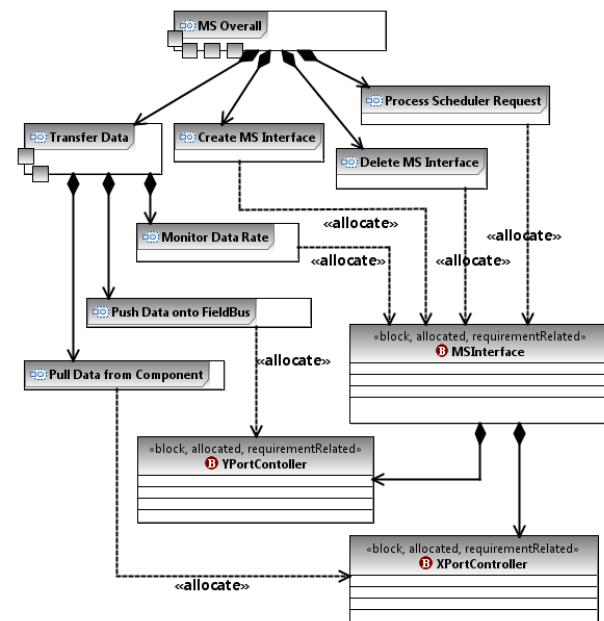 MS Overall
Process Scheduler Request
Transfer Data
Create MS Interface
Delete MS Interface
«allocate»
«allocate»
Monitor Data Rate
«allocate»
Push Data onto FieldBus
«block, allocated, requirementRelated»
B MSInterface
«allocate»
Pull Data from Component
«block, allocated, requirementRelated»
B YPortContoller
«block, allocated, requirementRelated»
B XPortController
«allocate»